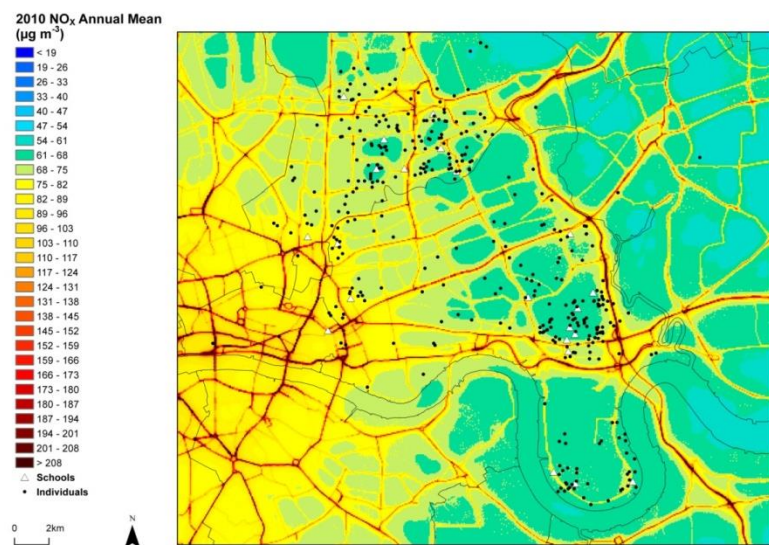 2010 NOX Annual Mean
(µg m-3)
< 19
19 - 26
26 - 33
33 - 40
40 - 47
47 - 54
54 - 61
61 - 68
68 - 75
75 - 82
82 - 89
89 - 96
96 - 103
103 - 110
110 - 117
117 - 124
124 - 131
131 - 138
138 - 145
145 - 152
152 - 159
159 - 166
166 - 173
173 - 180
180 - 187
187 - 194
194 - 201
201 - 208
> 208
Schools
Individuals
0 2km
N